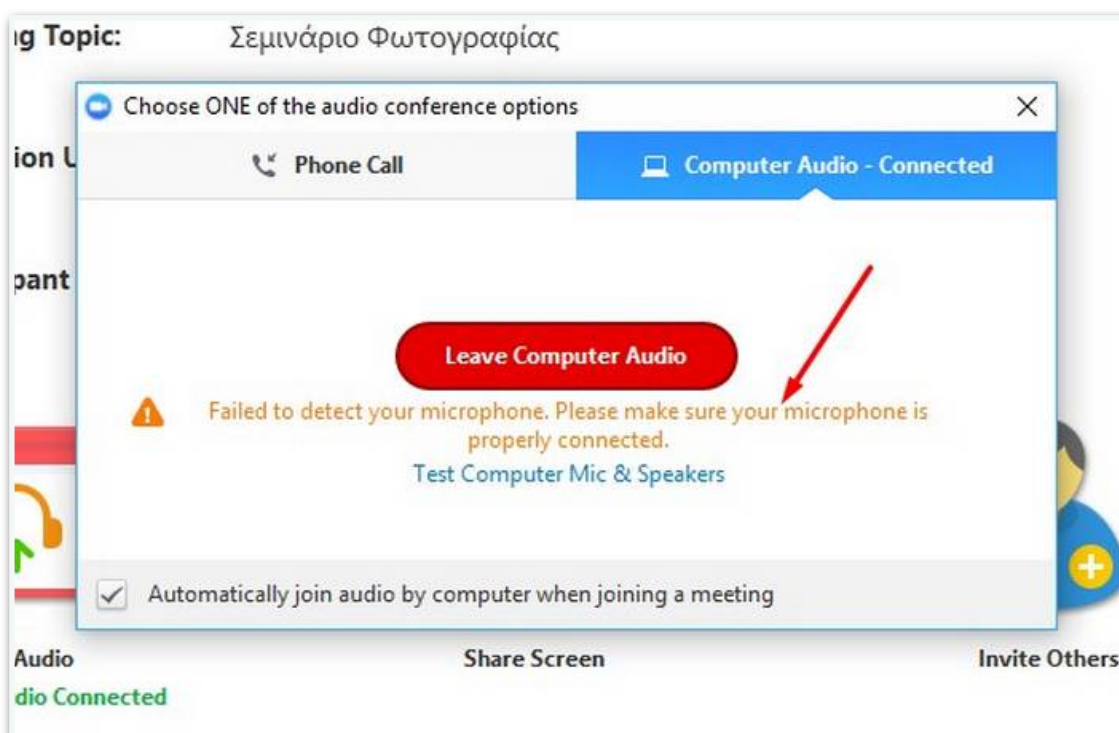 ig Topic: Σεμινάριο Φωτογραφίας
Choose ONE of the audio conference options
ion U
Phone Call
Computer Audio - Connected
pant
Leave Computer Audio
Failed to detect your microphone. Please make sure your microphone is
properly connected.
Test Computer Mic & Speakers
Automatically join audio by computer when joining a meeting
Audio
Share Screen
Invite Others
dio Connected